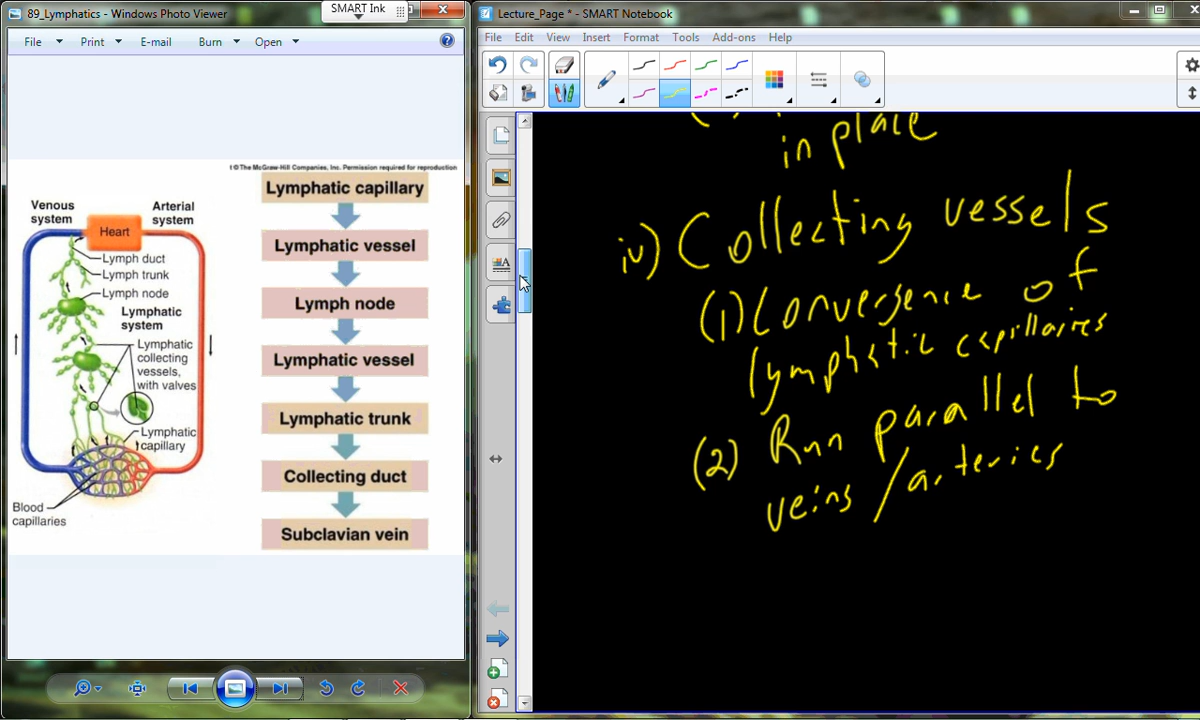 89_Lymphatics - Windows Photo Viewer
SMART Ink
File Print E-mail Burn Open
© The McGraw-Hill Companies, Inc. Permission required for reproduction
Venous
system
Arterial
system
Heart
Lymph duct
Lymph trunk
Lymph node
Lymphatic
system
Lymphatic
collecting
vessels,
with valves
Lymphatic
capillary
Blood
capillaries
Lymphatic capillary
Lymphatic vessel
Lymph node
Lymphatic vessel
Lymphatic trunk
Collecting duct
Subclavian vein
Lecture_Page * - SMART Notebook
File Edit View Insert Format Tools Add-ons Help
in place
iv) Collecting vessels
(1) Convergence of
lymphatic capillaires
(2) Run parallel to
veins/arteries